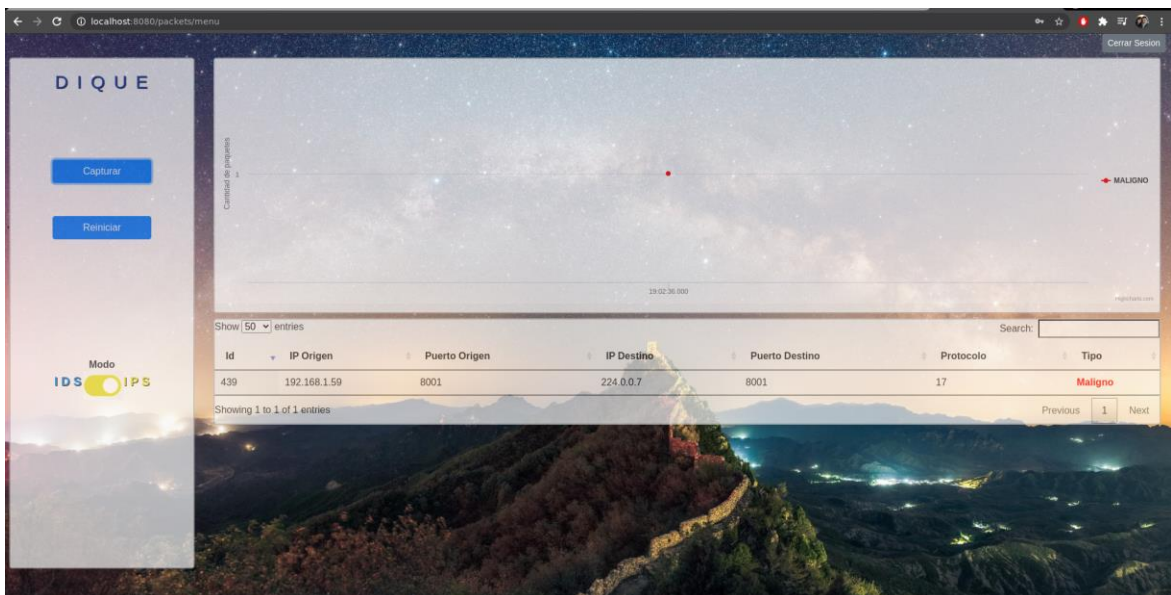 localhost:8080/packets/menu
Cerrar Sesion
DIQUE
Capturar
Reiniciar
Modo
IDS IPS
Cantidad de paquetes
1
MALIGNO
19:02:36.000
Show 50 entries
Search:
Id IP Origen Puerto Origen IP Destino Puerto Destino Protocolo Tipo
439 192.168.1.59 8001 224.0.0.7 8001 17 Maligno
Showing 1 to 1 of 1 entries
Previous 1 Next